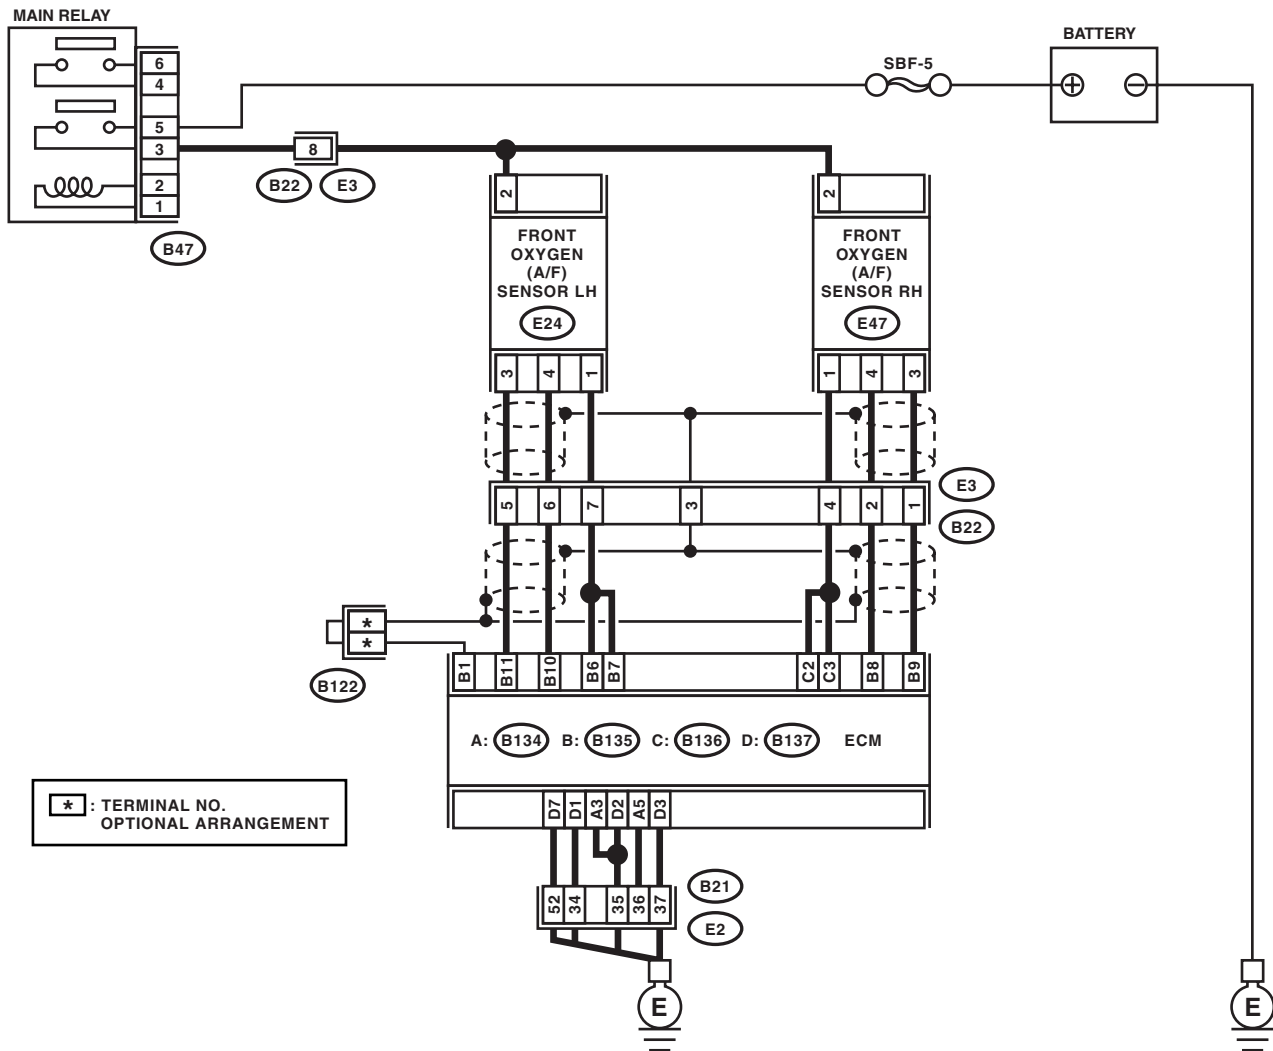 MAIN RELAY
BATTERY
SBF-5
6
4
5
3
2
1
8
B22 E3
B47
2
2
FRONT
OXYGEN
(A/F)
SENSOR LH
E24
FRONT
OXYGEN
(A/F)
SENSOR RH
E47
3 4 1
1 4 3
5 6 7 3 4 2 1
E3
B22
*
*
B122
B1 B11 B10 B6 B7 C2 C3 B8 B9
A: B134 B: B135 C: B136 D: B137 ECM
* : TERMINAL NO.
OPTIONAL ARRANGEMENT
D7 D1 A3 D2 A5 D3
52 34 35 36 37
B21
E2
E
E